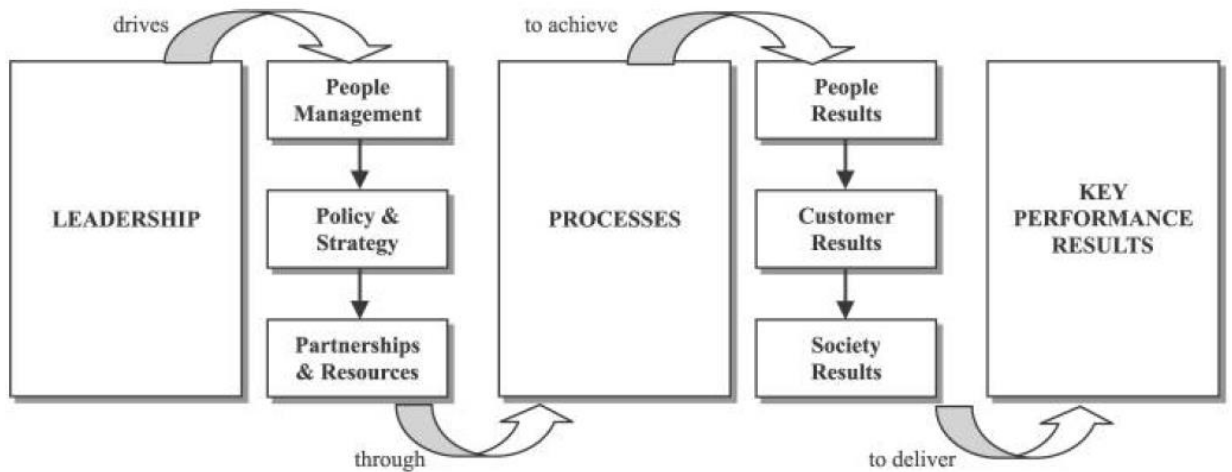 drives
to achieve
People
Management
People
Results
LEADERSHIP
Policy &
Strategy
PROCESSES
Customer
Results
KEY
PERFORMANCE
RESULTS
Partnerships
& Resources
Society
Results
through
to deliver